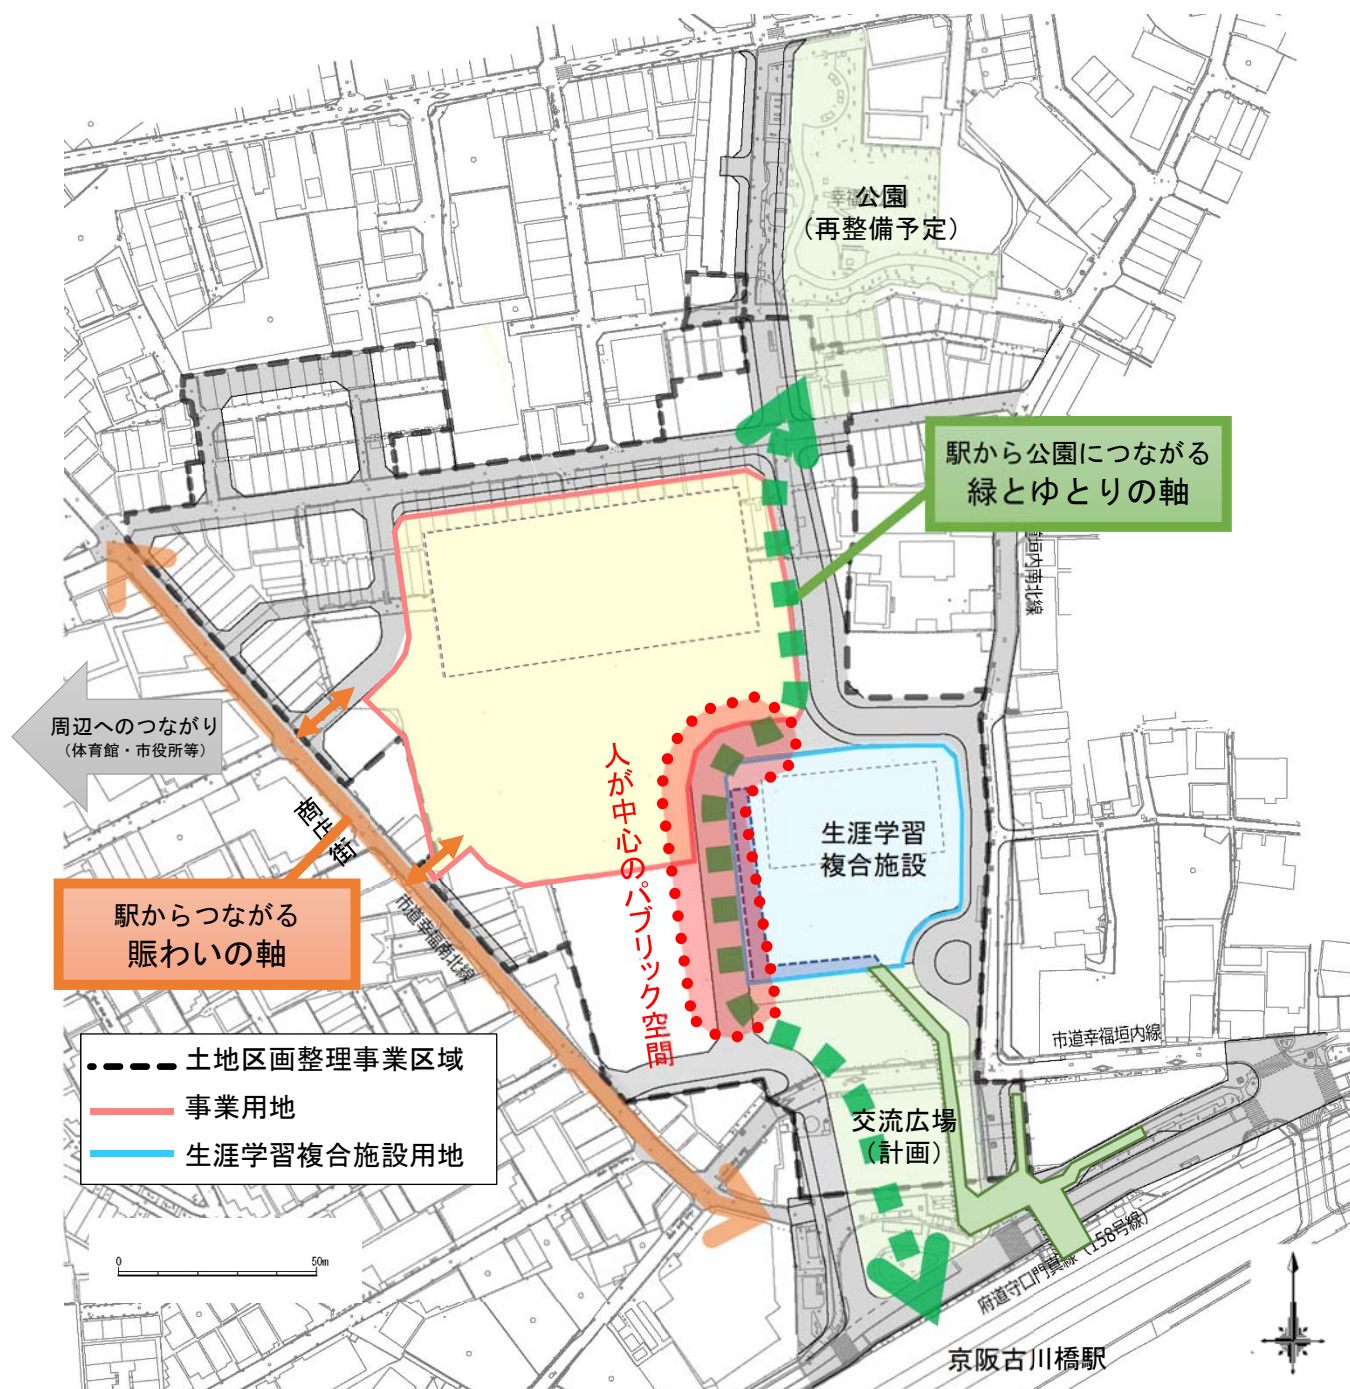 公園
（再整備予定）
駅から公園につながる
緑とゆとりの軸
垣内南北線
周辺へのつながり
（体育館・市役所等）
人が中心のパブリック空間
商店街
生涯学習
複合施設
駅からつながる
賑わいの軸
市道幸福南北線
土地区画整理事業区域
事業用地
生涯学習複合施設用地
市道幸福垣内線
交流広場
（計画）
0 50m
府道守口門真線（158号線）
京阪古川橋駅